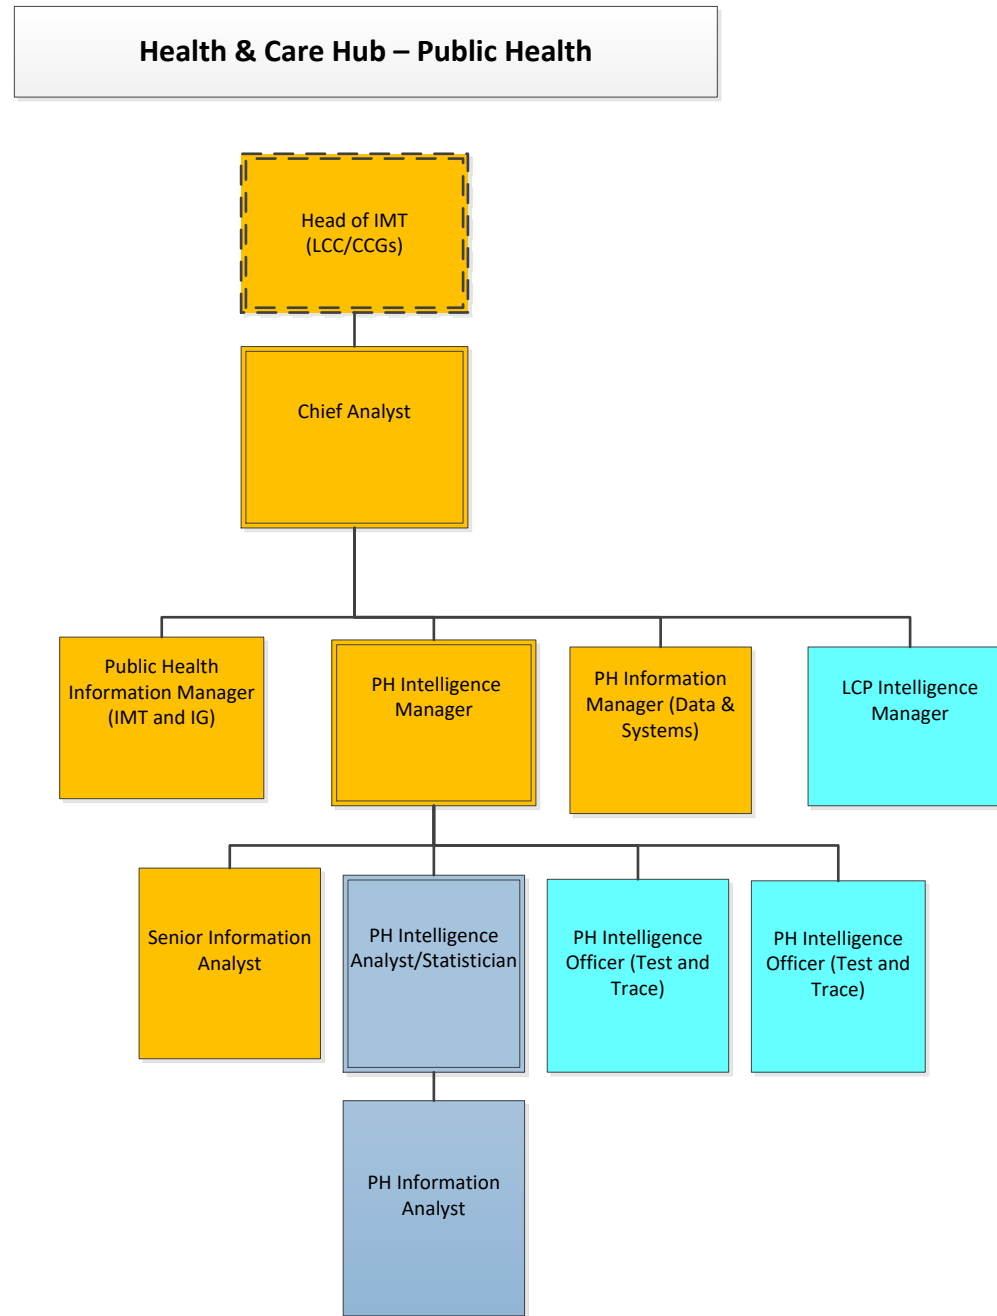 Health & Care Hub – Public Health
Head of IMT
(LCC/CCGs)
Chief Analyst
Public Health
Information Manager
(IMT and IG)
PH Intelligence
Manager
PH Information
Manager (Data &
Systems)
LCP Intelligence
Manager
Senior Information
Analyst
PH Intelligence
Analyst/Statistician
PH Intelligence
Officer (Test and
Trace)
PH Intelligence
Officer (Test and
Trace)
PH Information
Analyst